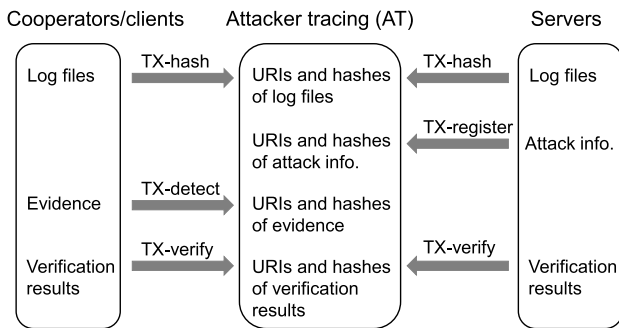 Cooperators/clients
Attacker tracing (AT)
Servers
Log files
TX-hash
URIs and hashes
of log files
TX-hash
Log files
URIs and hashes
of attack info.
TX-register
Attack info.
Evidence
TX-detect
URIs and hashes
of evidence
Verification
results
TX-verify
URIs and hashes
of verification
results
TX-verify
Verification
results